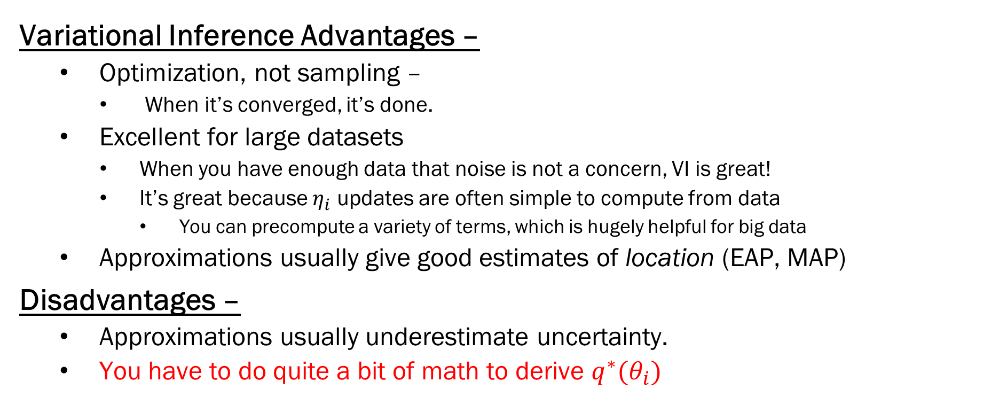 Variational Inference Advantages –
• Optimization, not sampling –
• When it’s converged, it’s done.
• Excellent for large datasets
• When you have enough data that noise is not a concern, VI is great!
• It’s great because 𝜂ᵢ updates are often simple to compute from data
• You can precompute a variety of terms, which is hugely helpful for big data
• Approximations usually give good estimates of location (EAP, MAP)
Disadvantages –
• Approximations usually underestimate uncertainty.
• You have to do quite a bit of math to derive 𝑞*(𝜃ᵢ)